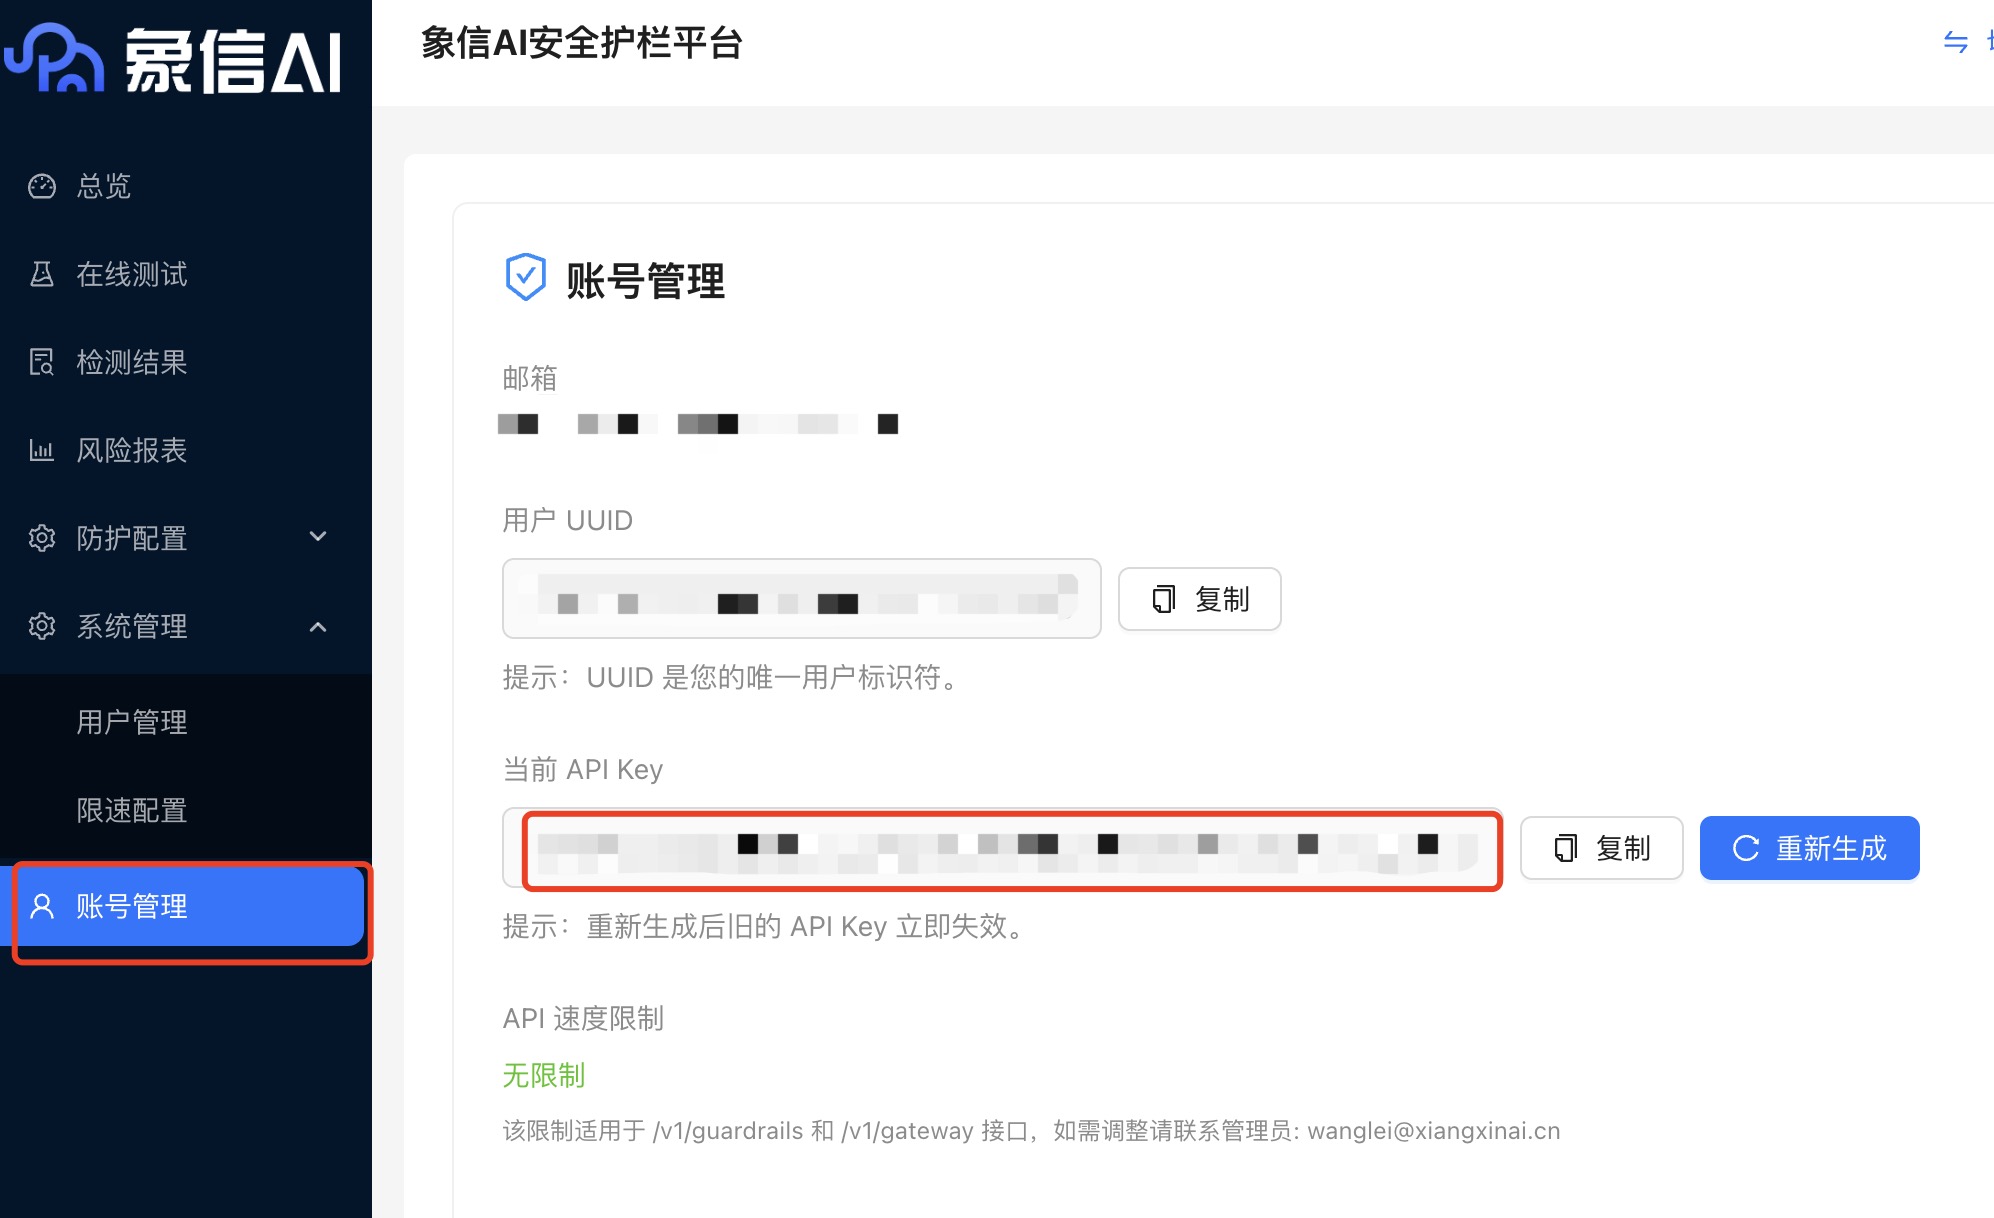 象信AI
象信AI安全护栏平台
总览
在线测试
检测结果
风险报表
防护配置
系统管理
用户管理
限速配置
账号管理
账号管理
邮箱
用户 UUID
复制
提示：UUID 是您的唯一用户标识符。
当前 API Key
复制
重新生成
提示：重新生成后旧的 API Key 立即失效。
API 速度限制
无限制
该限制适用于 /v1/guardrails 和 /v1/gateway 接口，如需调整请联系管理员: wanglei@xiangxinai.cn